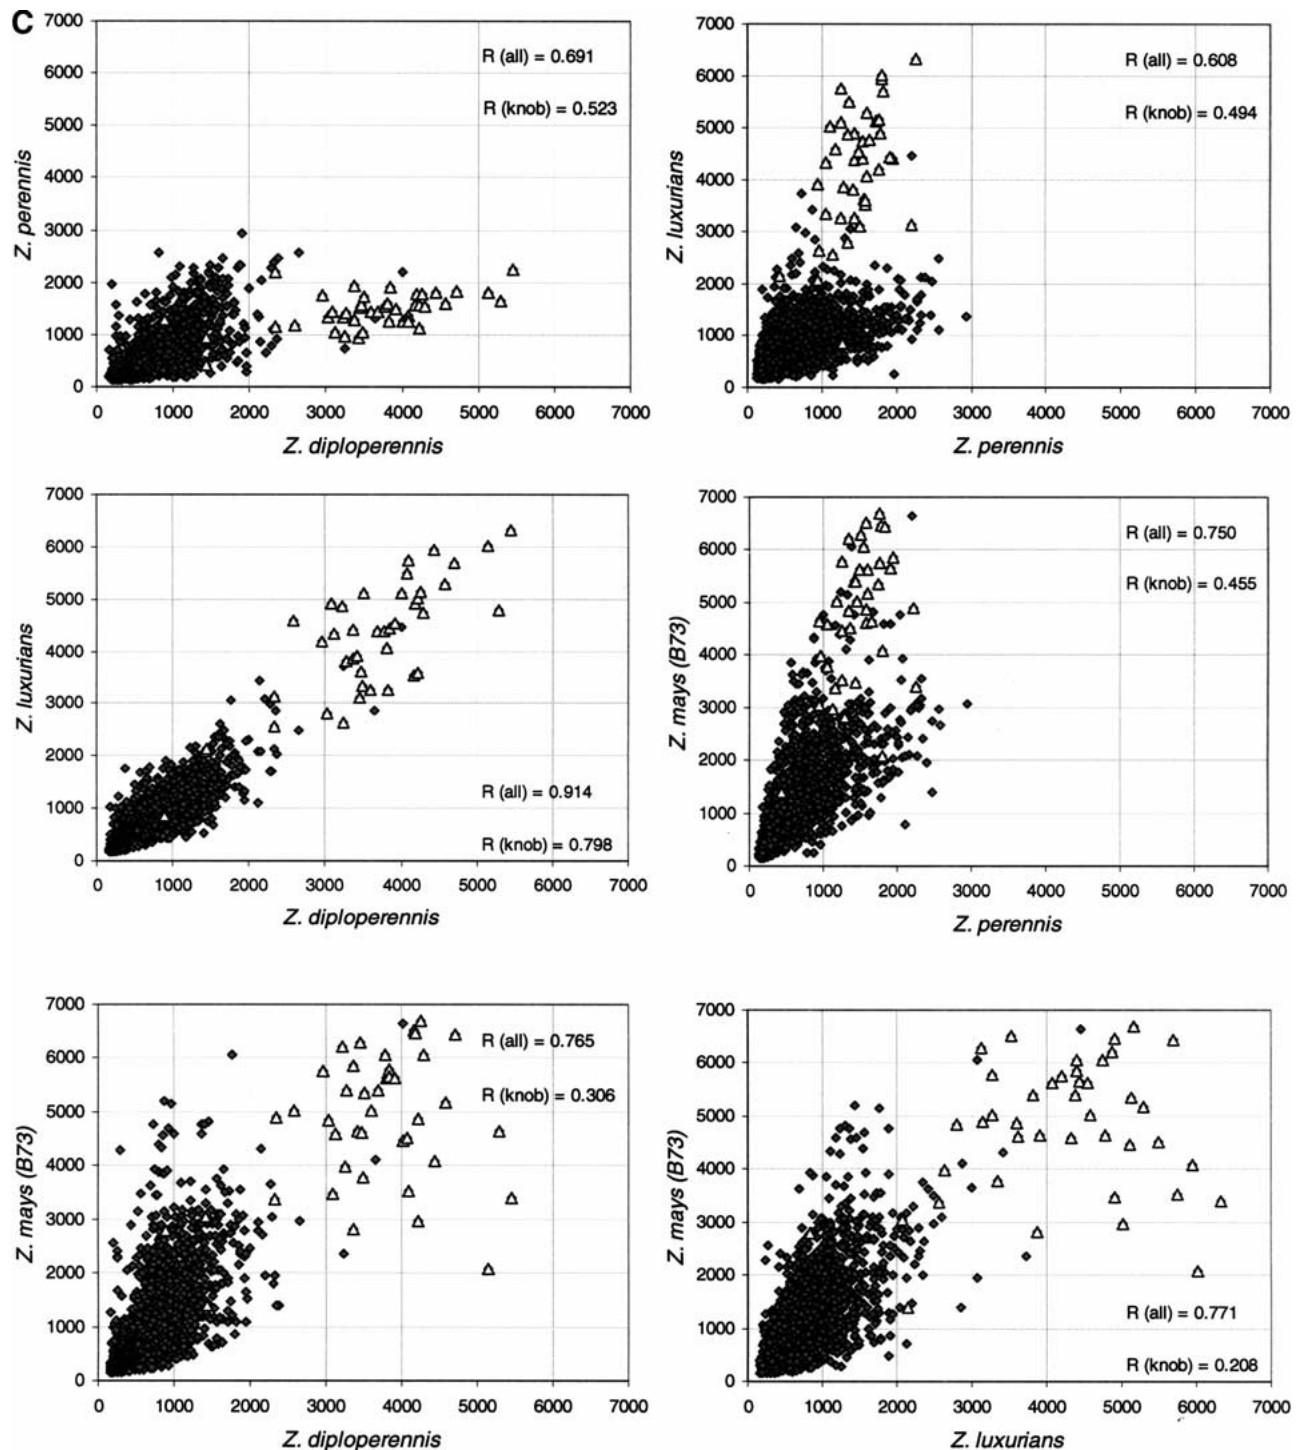 C
7000
6000
5000
4000
3000
2000
1000
0
Z. perennis
R (all) = 0.691
R (knob) = 0.523
0 1000 2000 3000 4000 5000 6000 7000
Z. diploperennis
7000
6000
5000
4000
3000
2000
1000
0
Z. luxurians
R (all) = 0.608
R (knob) = 0.494
0 1000 2000 3000 4000 5000 6000 7000
Z. perennis
7000
6000
5000
4000
3000
2000
1000
0
Z. luxurians
R (all) = 0.914
R (knob) = 0.798
0 1000 2000 3000 4000 5000 6000 7000
Z. diploperennis
7000
6000
5000
4000
3000
2000
1000
0
Z. mays (B73)
R (all) = 0.750
R (knob) = 0.455
0 1000 2000 3000 4000 5000 6000 7000
Z. perennis
7000
6000
5000
4000
3000
2000
1000
0
Z. mays (B73)
R (all) = 0.765
R (knob) = 0.306
0 1000 2000 3000 4000 5000 6000 7000
Z. diploperennis
7000
6000
5000
4000
3000
2000
1000
0
Z. mays (B73)
R (all) = 0.771
R (knob) = 0.208
0 1000 2000 3000 4000 5000 6000 7000
Z. luxurians